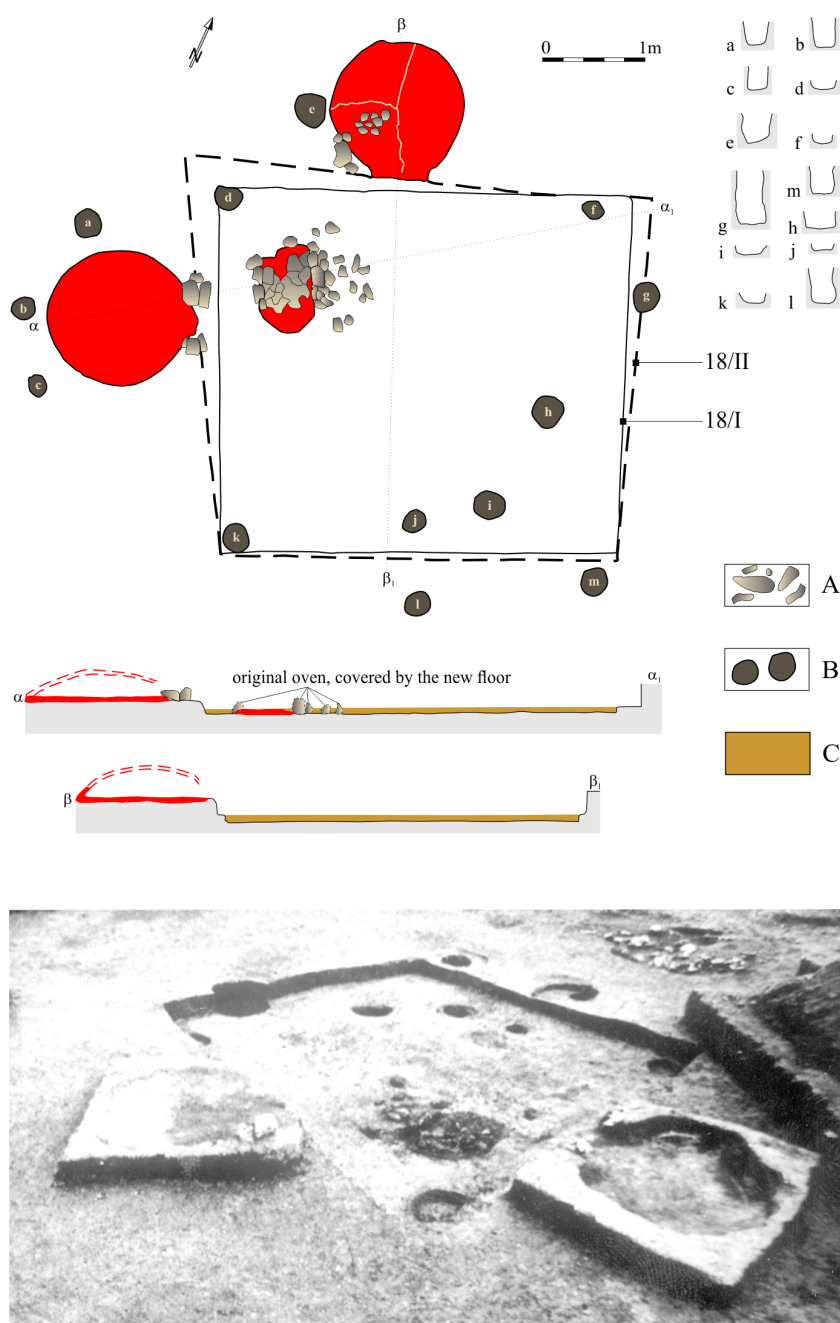 N
β
0 1m
a b
c d
e f
g m
h
i j
k l
e
d
f
α₁
a
g
b
α
c
18/II
h
18/I
i
j
k
β₁
m
l
A
B
C
original oven, covered by the new floor
α₁
α
β₁
β